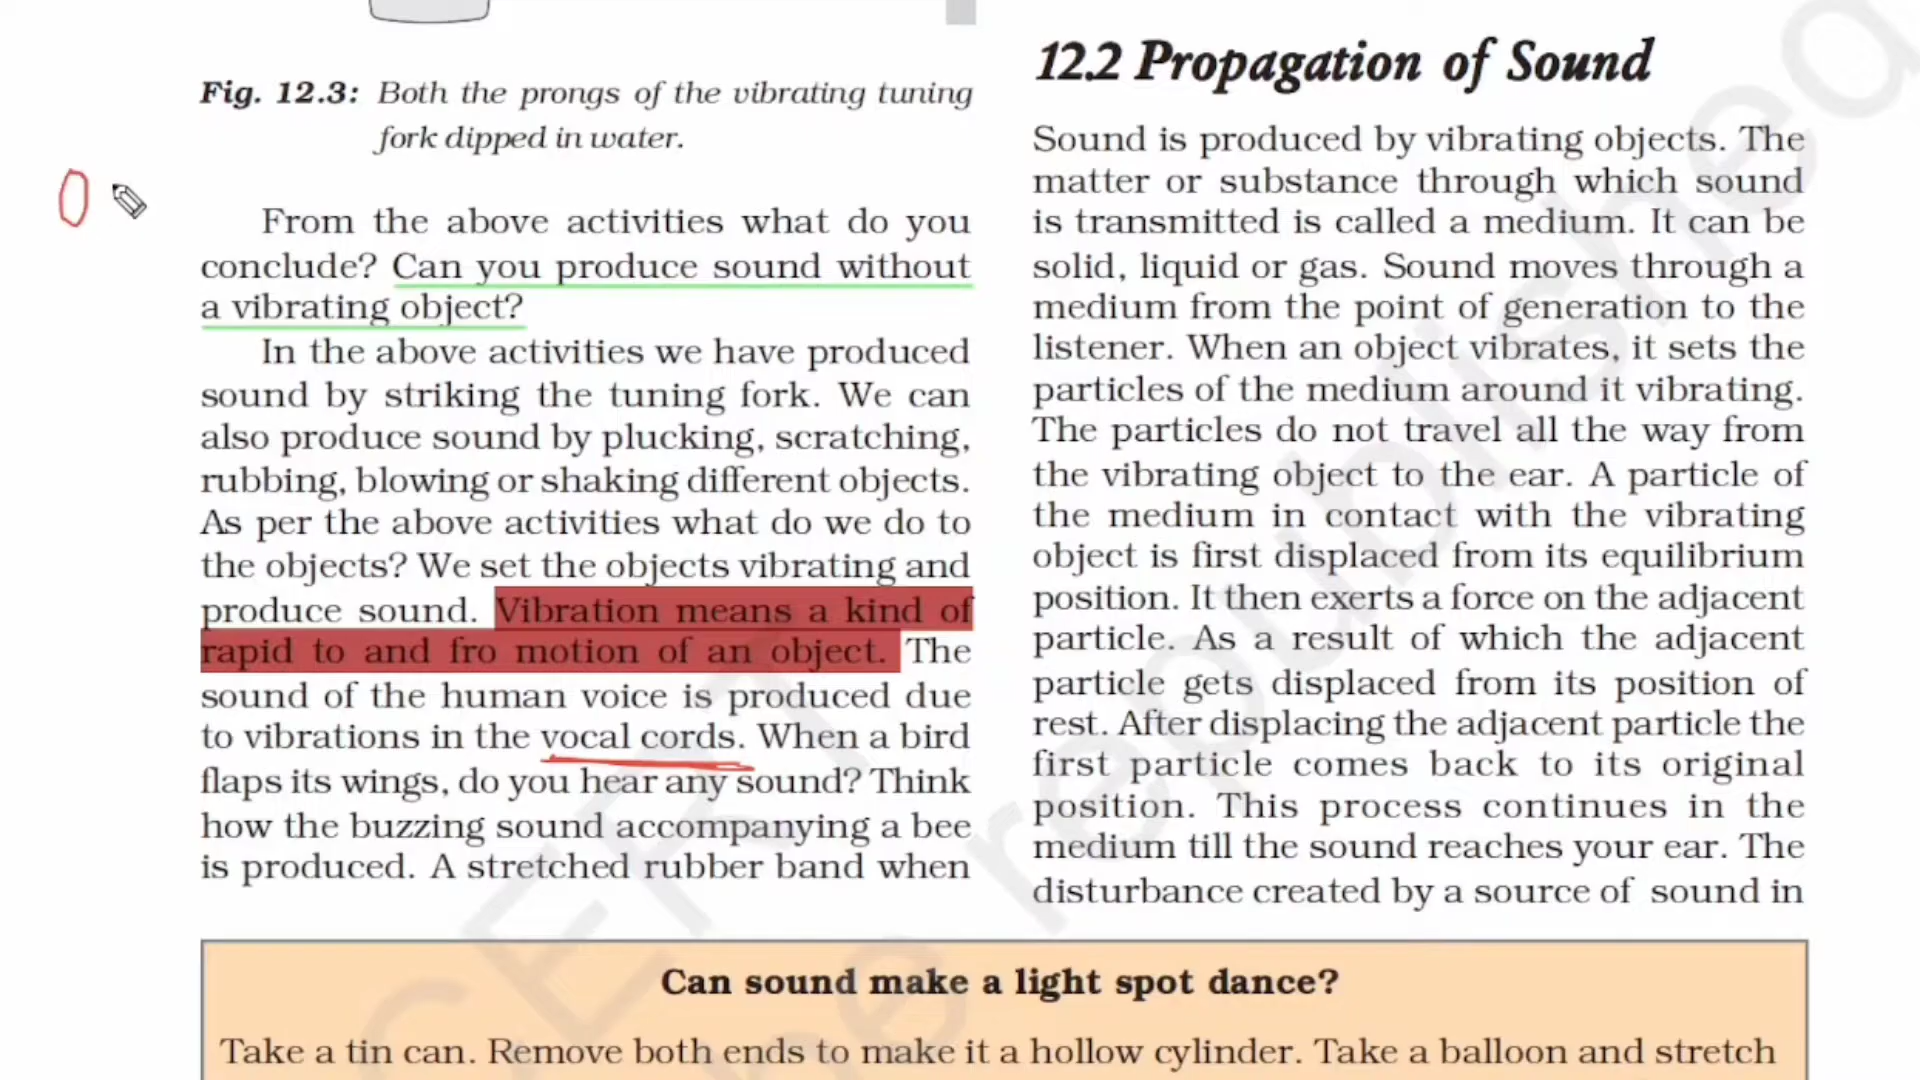 Fig. 12.3: Both the prongs of the vibrating tuning
fork dipped in water.
From the above activities what do you
conclude? Can you produce sound without
a vibrating object?
In the above activities we have produced
sound by striking the tuning fork. We can
also produce sound by plucking, scratching,
rubbing, blowing or shaking different objects.
As per the above activities what do we do to
the objects? We set the objects vibrating and
produce sound. Vibration means a kind of
rapid to and fro motion of an object. The
sound of the human voice is produced due
to vibrations in the vocal cords. When a bird
flaps its wings, do you hear any sound? Think
how the buzzing sound accompanying a bee
is produced. A stretched rubber band when
12.2 Propagation of Sound
Sound is produced by vibrating objects. The
matter or substance through which sound
is transmitted is called a medium. It can be
solid, liquid or gas. Sound moves through a
medium from the point of generation to the
listener. When an object vibrates, it sets the
particles of the medium around it vibrating.
The particles do not travel all the way from
the vibrating object to the ear. A particle of
the medium in contact with the vibrating
object is first displaced from its equilibrium
position. It then exerts a force on the adjacent
particle. As a result of which the adjacent
particle gets displaced from its position of
rest. After displacing the adjacent particle the
first particle comes back to its original
position. This process continues in the
medium till the sound reaches your ear. The
disturbance created by a source of sound in
Can sound make a light spot dance?
Take a tin can. Remove both ends to make it a hollow cylinder. Take a balloon and stretch